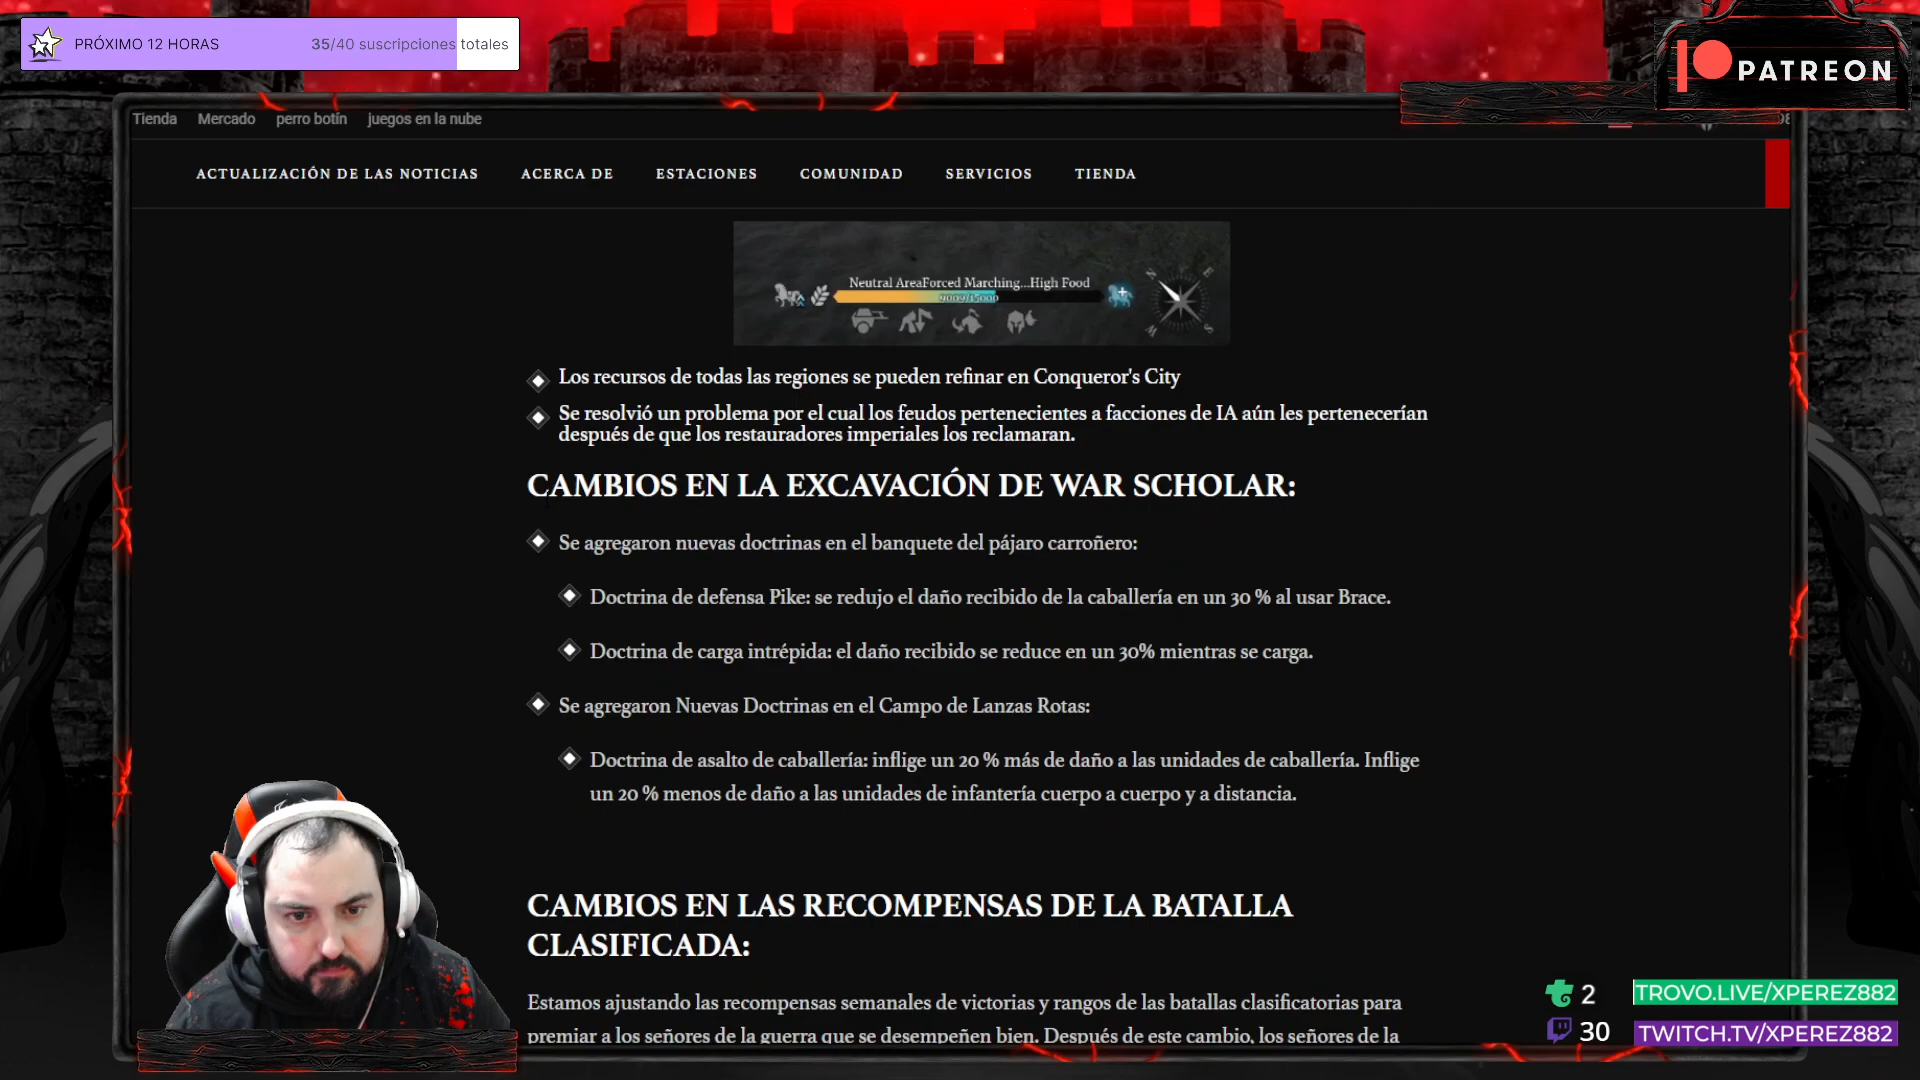 PRÓXIMO 12 HORAS 35/40 suscripciones totales
PATREON
Tienda Mercado perro botín juegos en la nube
ACTUALIZACIÓN DE LAS NOTICIAS ACERCA DE ESTACIONES COMUNIDAD SERVICIOS TIENDA
Neutral AreaForced Marching...High Food
9009/15000
Los recursos de todas las regiones se pueden refinar en Conqueror's City
Se resolvió un problema por el cual los feudos pertenecientes a facciones de IA aún les pertenecerían
después de que los restauradores imperiales los reclamaran.
CAMBIOS EN LA EXCAVACIÓN DE WAR SCHOLAR:
Se agregaron nuevas doctrinas en el banquete del pájaro carroñero:
Doctrina de defensa Pike: se redujo el daño recibido de la caballería en un 30 % al usar Brace.
Doctrina de carga intrépida: el daño recibido se reduce en un 30% mientras se carga.
Se agregaron Nuevas Doctrinas en el Campo de Lanzas Rotas:
Doctrina de asalto de caballería: inflige un 20 % más de daño a las unidades de caballería. Inflige
un 20 % menos de daño a las unidades de infantería cuerpo a cuerpo y a distancia.
CAMBIOS EN LAS RECOMPENSAS DE LA BATALLA
CLASIFICADA:
Estamos ajustando las recompensas semanales de victorias y rangos de las batallas clasificatorias para
premiar a los señores de la guerra que se desempeñen bien. Después de este cambio, los señores de la
2 TROVO.LIVE/XPEREZ882
30 TWITCH.TV/XPEREZ882